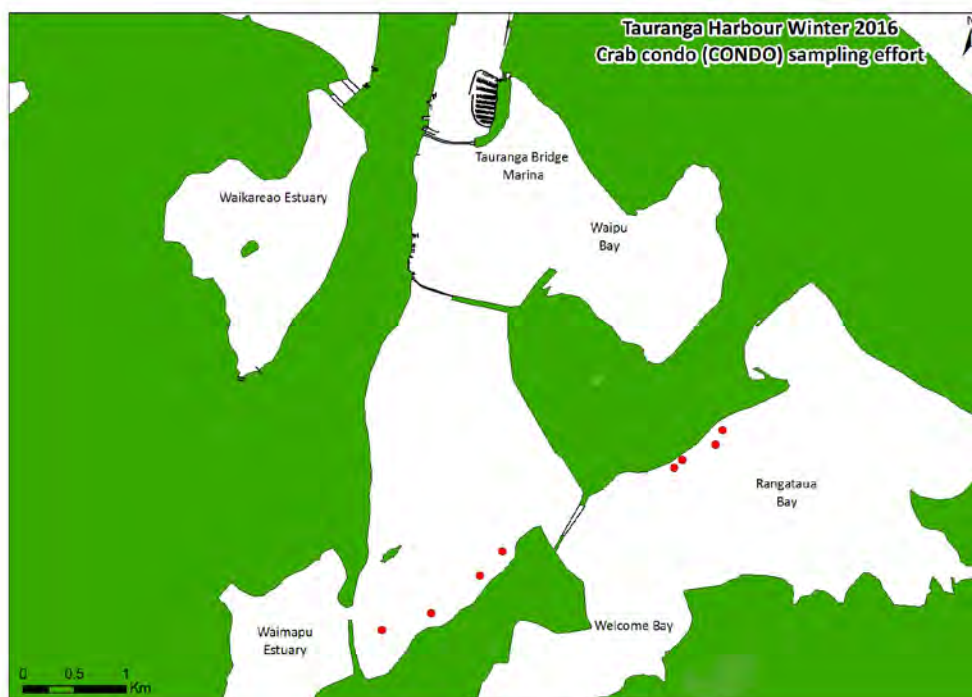 Tauranga Harbour Winter 2016
Crab condo (CONDO) sampling effort
N
Tauranga Bridge
Marina
Waikareao Estuary
Waipu
Bay
Rangataua
Bay
Waimapu
Estuary
Welcome Bay
0 0.5 1
Km